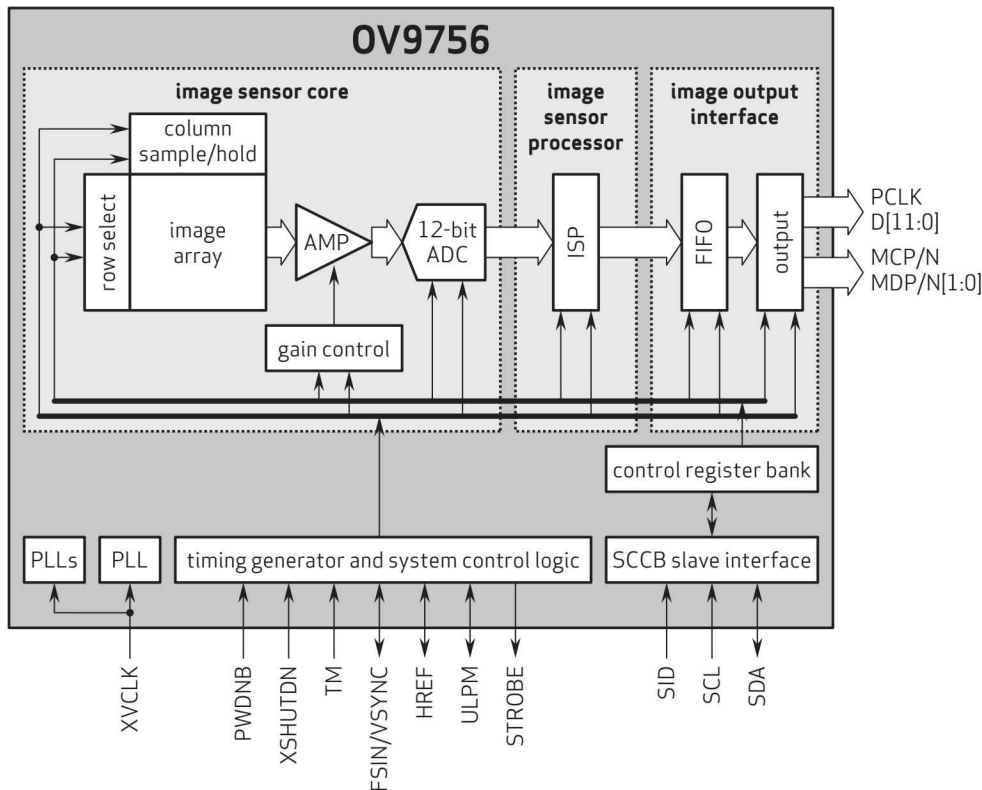 OV9756
image sensor core
image
sensor
processor
image output
interface
column
sample/hold
row select
image
array
AMP
12-bit
ADC
ISP
FIFO
output
PCLK
D[11:0]
MCP/N
MDP/N[1:0]
gain control
control register bank
PLLs
PLL
timing generator and system control logic
SCCB slave interface
XVCLK
PWDNB
XSHUTDN
TM
FSIN/VSYNC
HREF
ULPM
STROBE
SID
SCL
SDA